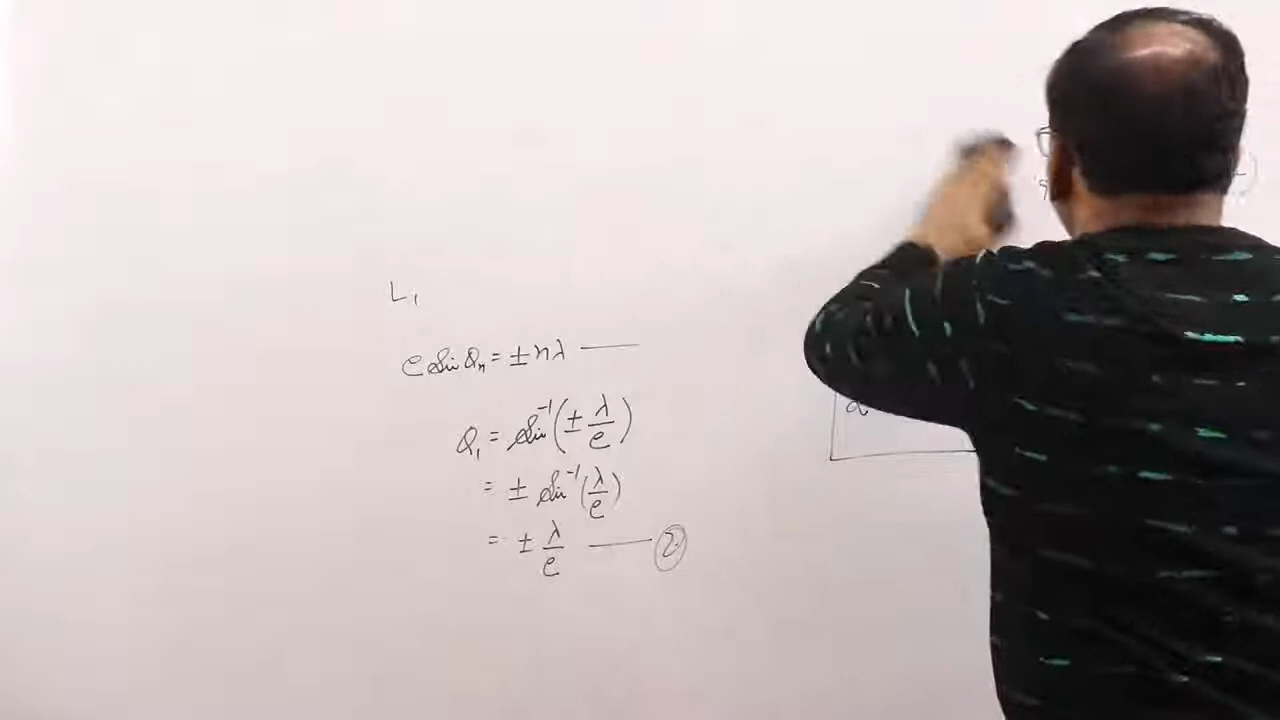 L₁
e sin θₙ = ± nλ ——
θ₁ = sin⁻¹(± λ/e)
= ± sin⁻¹(λ/e)
= ± λ/e —— ②